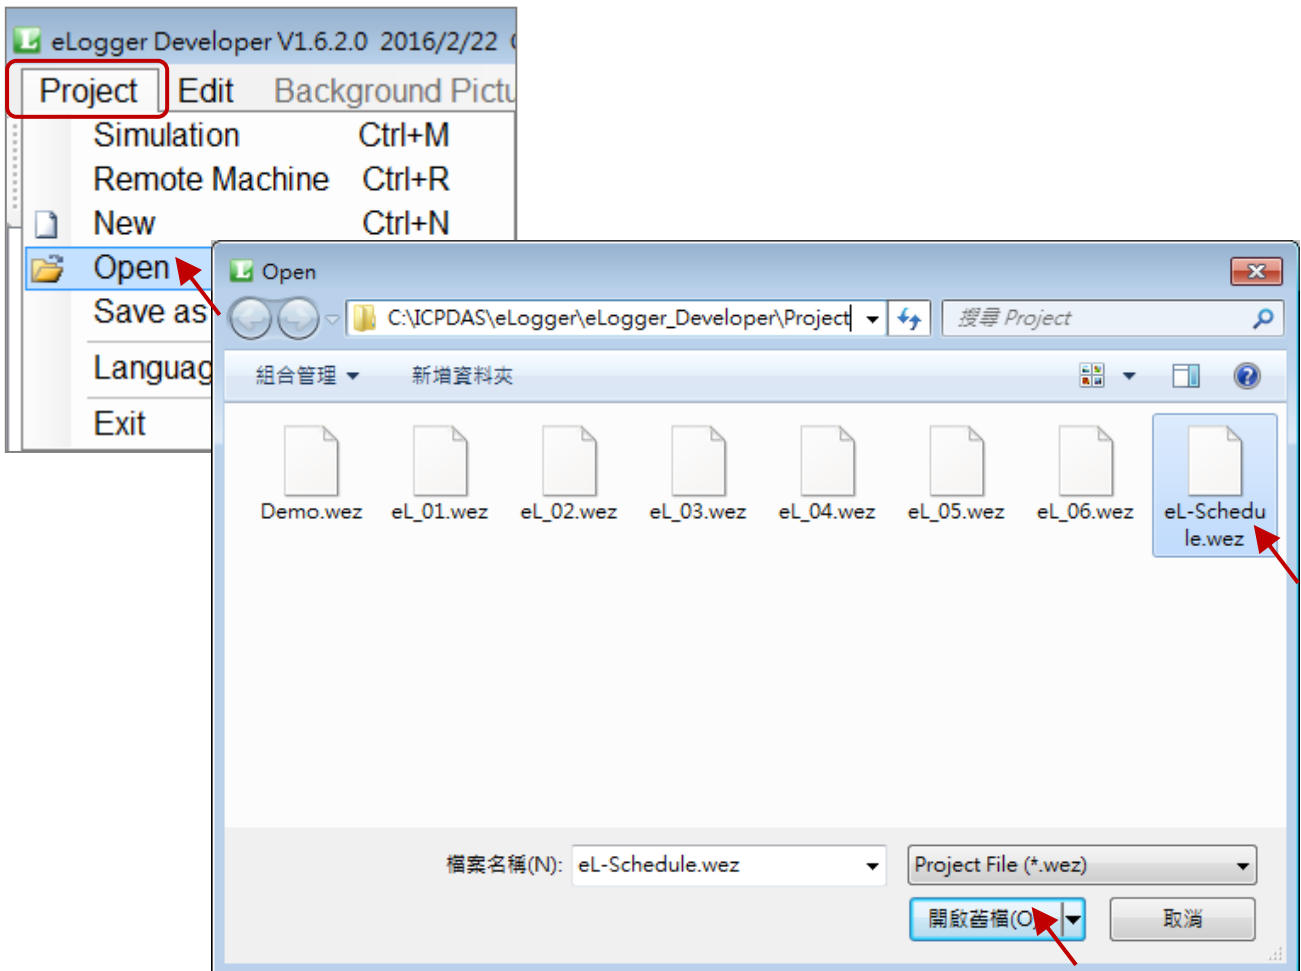 eLogger Developer V1.6.2.0 2016/2/22
Project Edit Background Pictu
Simulation Ctrl+M
Remote Machine Ctrl+R
New Ctrl+N
Open
Save as
Languag
Exit
Open
C:\ICPDAS\eLogger\eLogger_Developer\Project
搜尋 Project
組合管理
新增資料夾
Demo.wez
eL_01.wez
eL_02.wez
eL_03.wez
eL_04.wez
eL_05.wez
eL_06.wez
eL-Schedu
le.wez
檔案名稱(N): eL-Schedule.wez
Project File (*.wez)
開啟舊檔(O)
取消